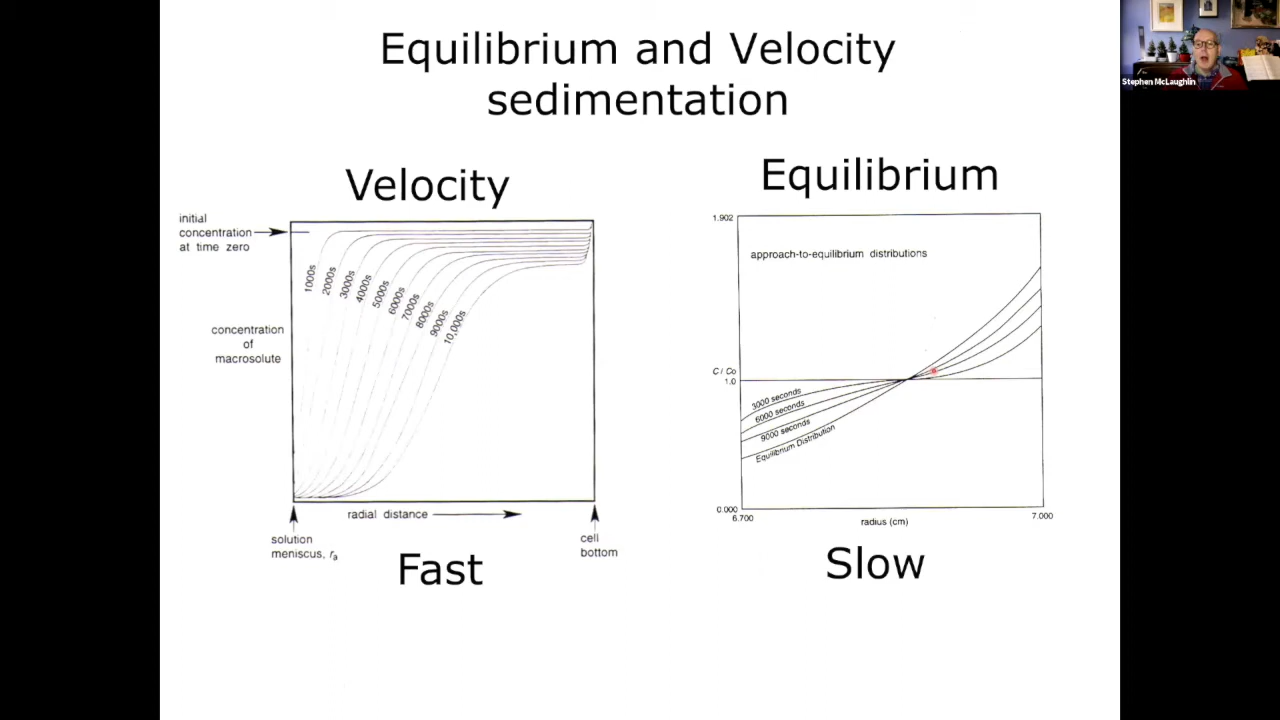 Equilibrium and Velocity
sedimentation
Stephen McLaughlin
Velocity
initial
concentration
at time zero
1000s
2000s
3000s
4000s
5000s
6000s
7000s
8000s
9000s
10,000s
concentration
of
macrosolute
radial distance
solution
meniscus, ra
cell
bottom
Fast
Equilibrium
1.902
approach-to-equilibrium distributions
C / Co
1.0
3000 seconds
6000 seconds
9000 seconds
Equilibrium Distribution
0.000
6.700
radius (cm)
7.000
Slow